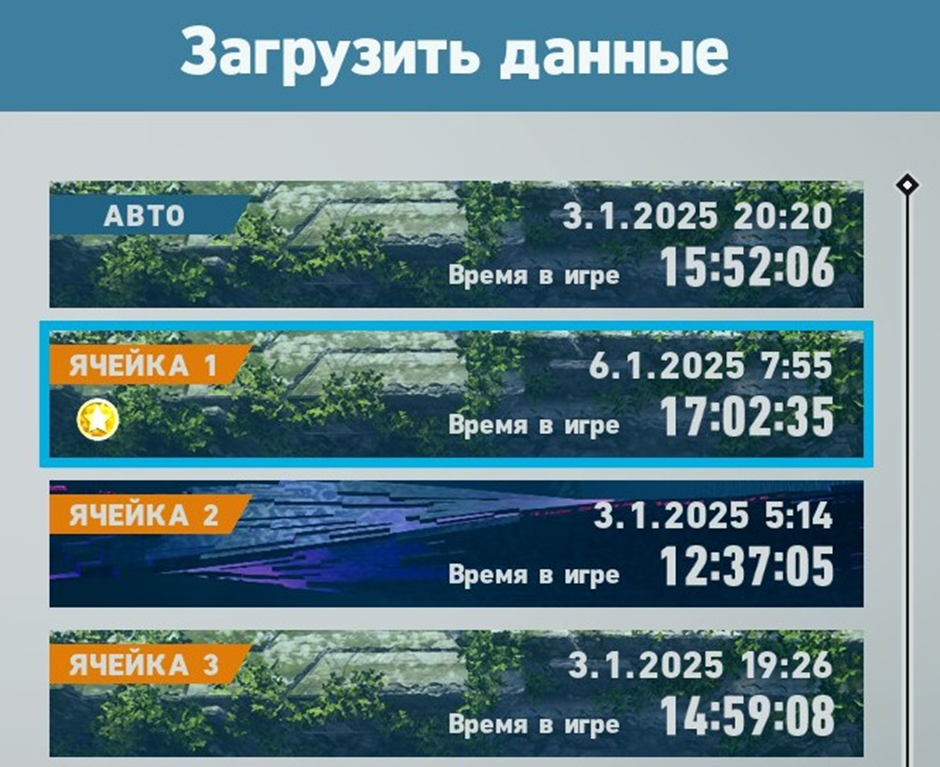 Загрузить данные
АВТО
3.1.2025 20:20
Время в игре 15:52:06
ЯЧЕЙКА 1
6.1.2025 7:55
Время в игре 17:02:35
ЯЧЕЙКА 2
3.1.2025 5:14
Время в игре 12:37:05
ЯЧЕЙКА 3
3.1.2025 19:26
Время в игре 14:59:08